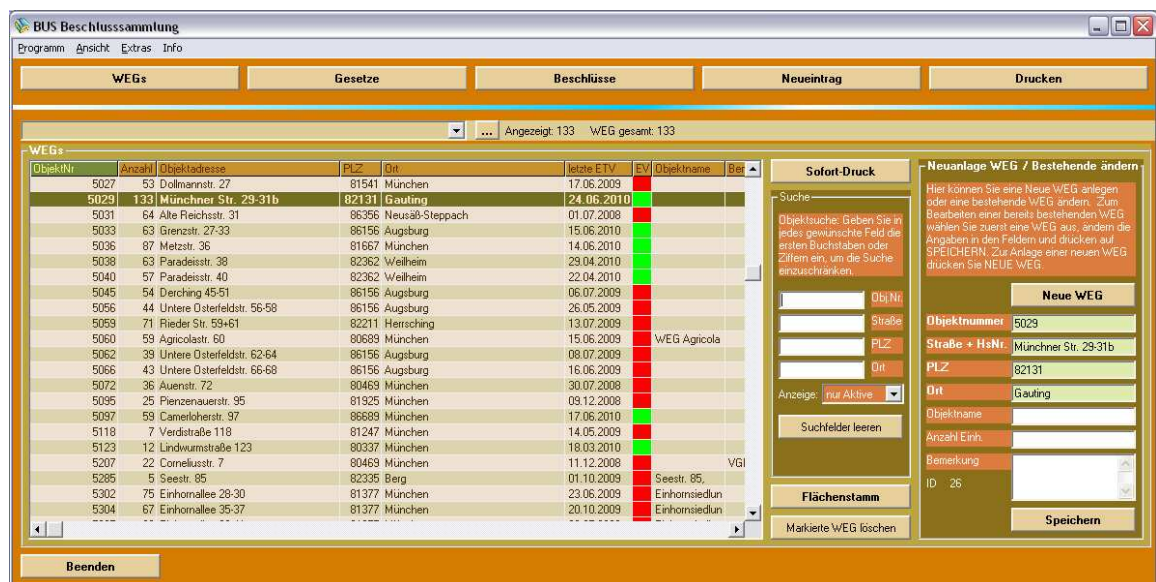 BUS Beschlusssammlung
Programm Ansicht Extras Info
WEGs Gesetze Beschlüsse Neueintrag Drucken
... Angezeigt: 133 WEG gesamt: 133
WEGs
ObjektNr Anzahl Objektadresse PLZ Ort letzte ETV EV Objektname Ber
5027 53 Dollmannstr. 27 81541 München 17.06.2009
5029 133 Münchner Str. 29-31b 82131 Gauting 24.06.2010
5031 64 Alte Reichsstr. 31 86356 Neusäß-Steppach 01.07.2008
5033 63 Grenzstr. 27-33 86156 Augsburg 15.06.2010
5036 87 Metzstr. 36 81667 München 14.06.2010
5038 63 Paradeisstr. 38 82362 Weilheim 29.04.2010
5040 57 Paradeisstr. 40 82362 Weilheim 22.04.2010
5045 54 Derching 45-51 86156 Augsburg 06.07.2009
5056 44 Untere Osterfeldstr. 56-58 86156 Augsburg 26.05.2009
5059 71 Rieder Str. 59+61 82211 Herrsching 13.07.2009
5060 59 Agricolastr. 60 80689 München 15.06.2009 WEG Agricola
5062 39 Untere Osterfeldstr. 62-64 86156 Augsburg 08.07.2009
5066 43 Untere Osterfeldstr. 66-68 86156 Augsburg 16.06.2009
5072 36 Auenstr. 72 80469 München 30.07.2008
5095 25 Pienzenauerstr. 95 81925 München 09.12.2008
5097 59 Camerloherstr. 97 86689 München 17.06.2010
5118 7 Verdistraße 118 81247 München 14.05.2009
5123 12 Lindwurmstraße 123 80337 München 18.03.2010
5207 22 Corneliusstr. 7 80469 München 11.12.2008 VGI
5285 5 Seestr. 85 82335 Berg 01.10.2009 Seestr. 85,
5302 75 Einhornallee 28-30 81377 München 23.06.2009 Einhornsiedlun
5304 67 Einhornallee 35-37 81377 München 20.10.2009 Einhornsiedlun
Sofort-Druck
Suche
Objektsuche: Geben Sie in
jedes gewünschte Feld die
ersten Buchstaben oder
Ziffern ein, um die Suche
einzuschränken.
Obj.Nr.
Straße
PLZ
Ort
Anzeige: nur Aktive
Suchfelder leeren
Flächenstamm
Markierte WEG löschen
Neuanlage WEG / Bestehende ändern
Hier können Sie eine Neue WEG anlegen
oder eine bestehende WEG ändern. Zum
Bearbeiten einer bereits bestehenden WEG
wählen Sie zuerst eine WEG aus, ändern die
Angaben in den Feldern und drücken auf
SPEICHERN. Zur Anlage einer neuen WEG
drücken Sie NEUE WEG.
Neue WEG
Objektnummer 5029
Straße + HsNr. Münchner Str. 29-31b
PLZ 82131
Ort Gauting
Objektname
Anzahl Einh.
Bemerkung
ID 26
Speichern
Beenden